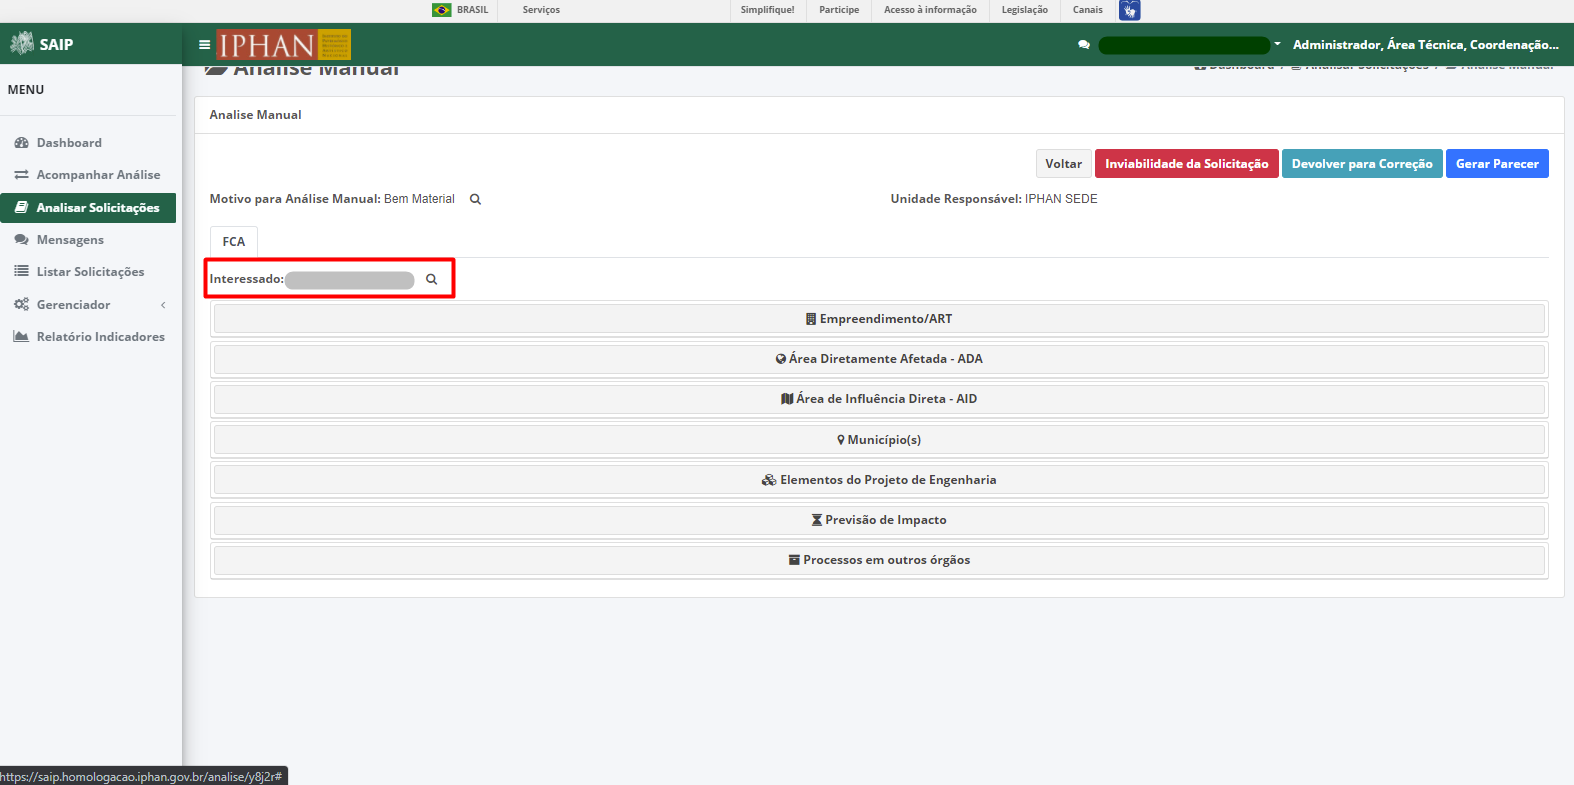 BRASIL Serviços Simplifique! Participe Acesso à informação Legislação Canais
SAIP
IPHAN
Administrador, Área Técnica, Coordenação...
Analise Manual
Dashboard / Analisar Solicitações / Analise Manual
MENU
Dashboard
Acompanhar Análise
Analisar Solicitações
Mensagens
Listar Solicitações
Gerenciador
Relatório Indicadores
Analise Manual
Voltar Inviabilidade da Solicitação Devolver para Correção Gerar Parecer
Motivo para Análise Manual: Bem Material Unidade Responsável: IPHAN SEDE
FCA
Interessado:
Empreendimento/ART
Área Diretamente Afetada - ADA
Área de Influência Direta - AID
Município(s)
Elementos do Projeto de Engenharia
Previsão de Impacto
Processos em outros órgãos
https://saip.homologacao.iphan.gov.br/analise/y8j2r#